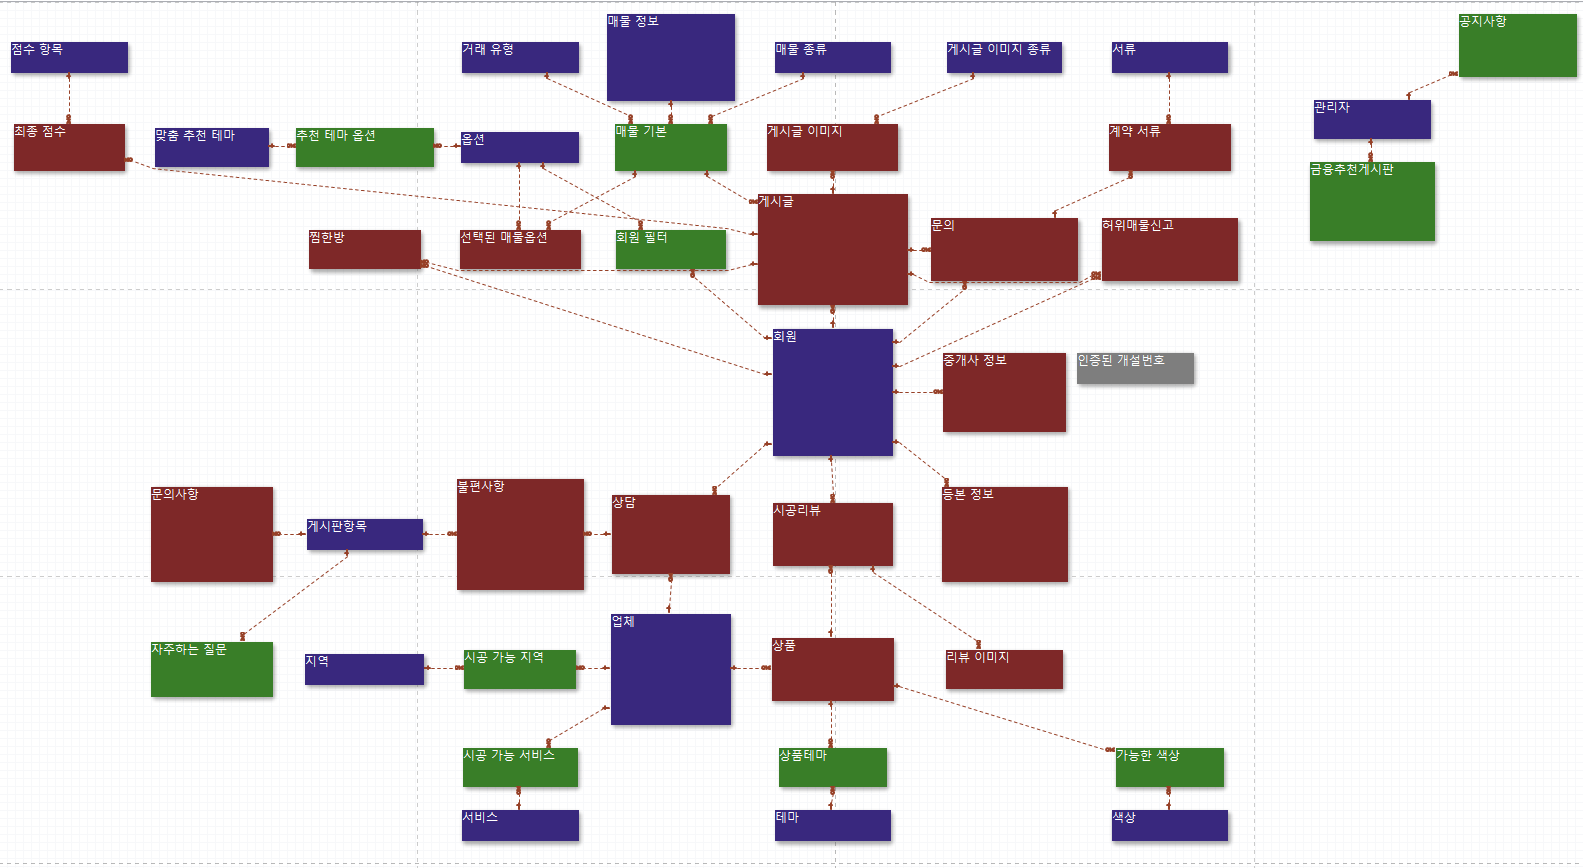 매물 정보
공지사항
점수 항목
거래 유형
매물 종류
게시글 이미지 종류
서류
관리자
최종 점수
맞춤 추천 테마
추천 테마 옵션
옵션
매물 기본
게시글 이미지
계약 서류
금융추천게시판
게시글
찜한방
선택된 매물옵션
회원 필터
문의
허위매물신고
회원
중개사 정보
인증된 개설번호
문의사항
게시판항목
불편사항
상담
시공리뷰
등본 정보
업체
자주하는 질문
지역
시공 가능 지역
상품
리뷰 이미지
시공 가능 서비스
상품테마
가능한 색상
서비스
테마
색상